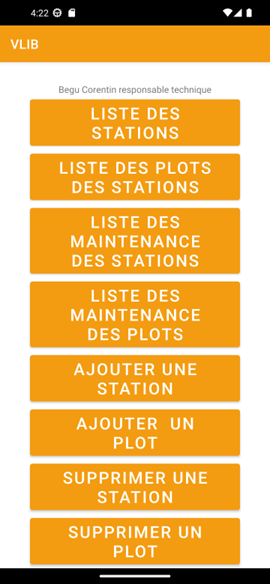 4:22
VLIB
Begu Corentin responsable technique
LISTE DES
STATIONS
LISTE DES PLOTS
DES STATIONS
LISTE DES
MAINTENANCE
DES STATIONS
LISTE DES
MAINTENANCE
DES PLOTS
AJOUTER UNE
STATION
AJOUTER  UN
PLOT
SUPPRIMER UNE
STATION
SUPPRIMER UN
PLOT